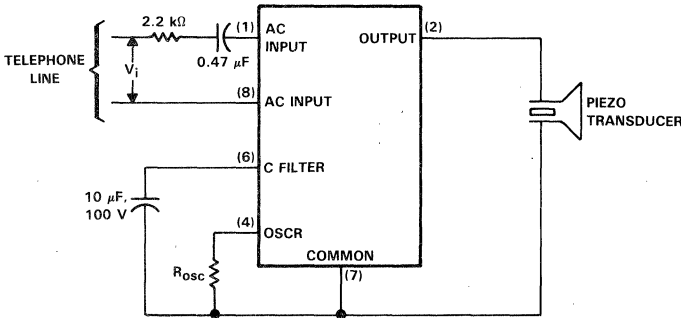 2.2 kΩ
(1)
AC
INPUT
OUTPUT
(2)
TELEPHONE
LINE
Vi
0.47 μF
(8)
AC INPUT
PIEZO
TRANSDUCER
(6)
C FILTER
10 μF,
100 V
(4)
OSCR
COMMON
ROSC
(7)